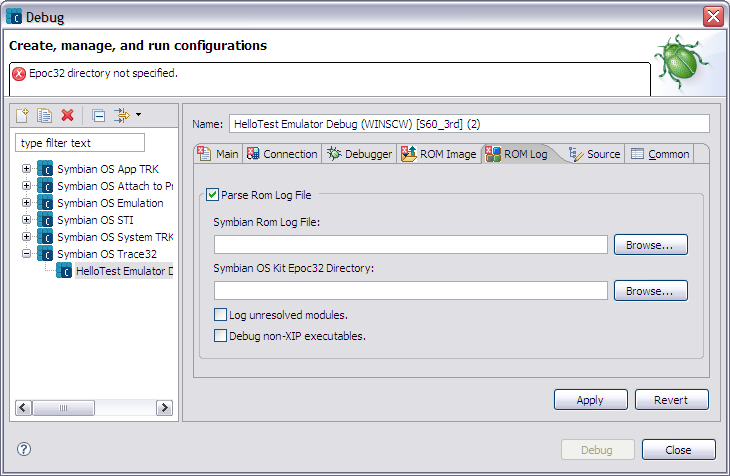 Debug
Create, manage, and run configurations
Epoc32 directory not specified.
type filter text
Symbian OS App TRK
Symbian OS Attach to Pr
Symbian OS Emulation
Symbian OS STI
Symbian OS System TRK
Symbian OS Trace32
HelloTest Emulator D
Name: HelloTest Emulator Debug (WINSCW) [S60_3rd] (2)
Main Connection Debugger ROM Image ROM Log Source Common
Parse Rom Log File
Symbian Rom Log File:
Browse...
Symbian OS Kit Epoc32 Directory:
Browse...
Log unresolved modules.
Debug non-XIP executables.
Apply Revert
Debug Close